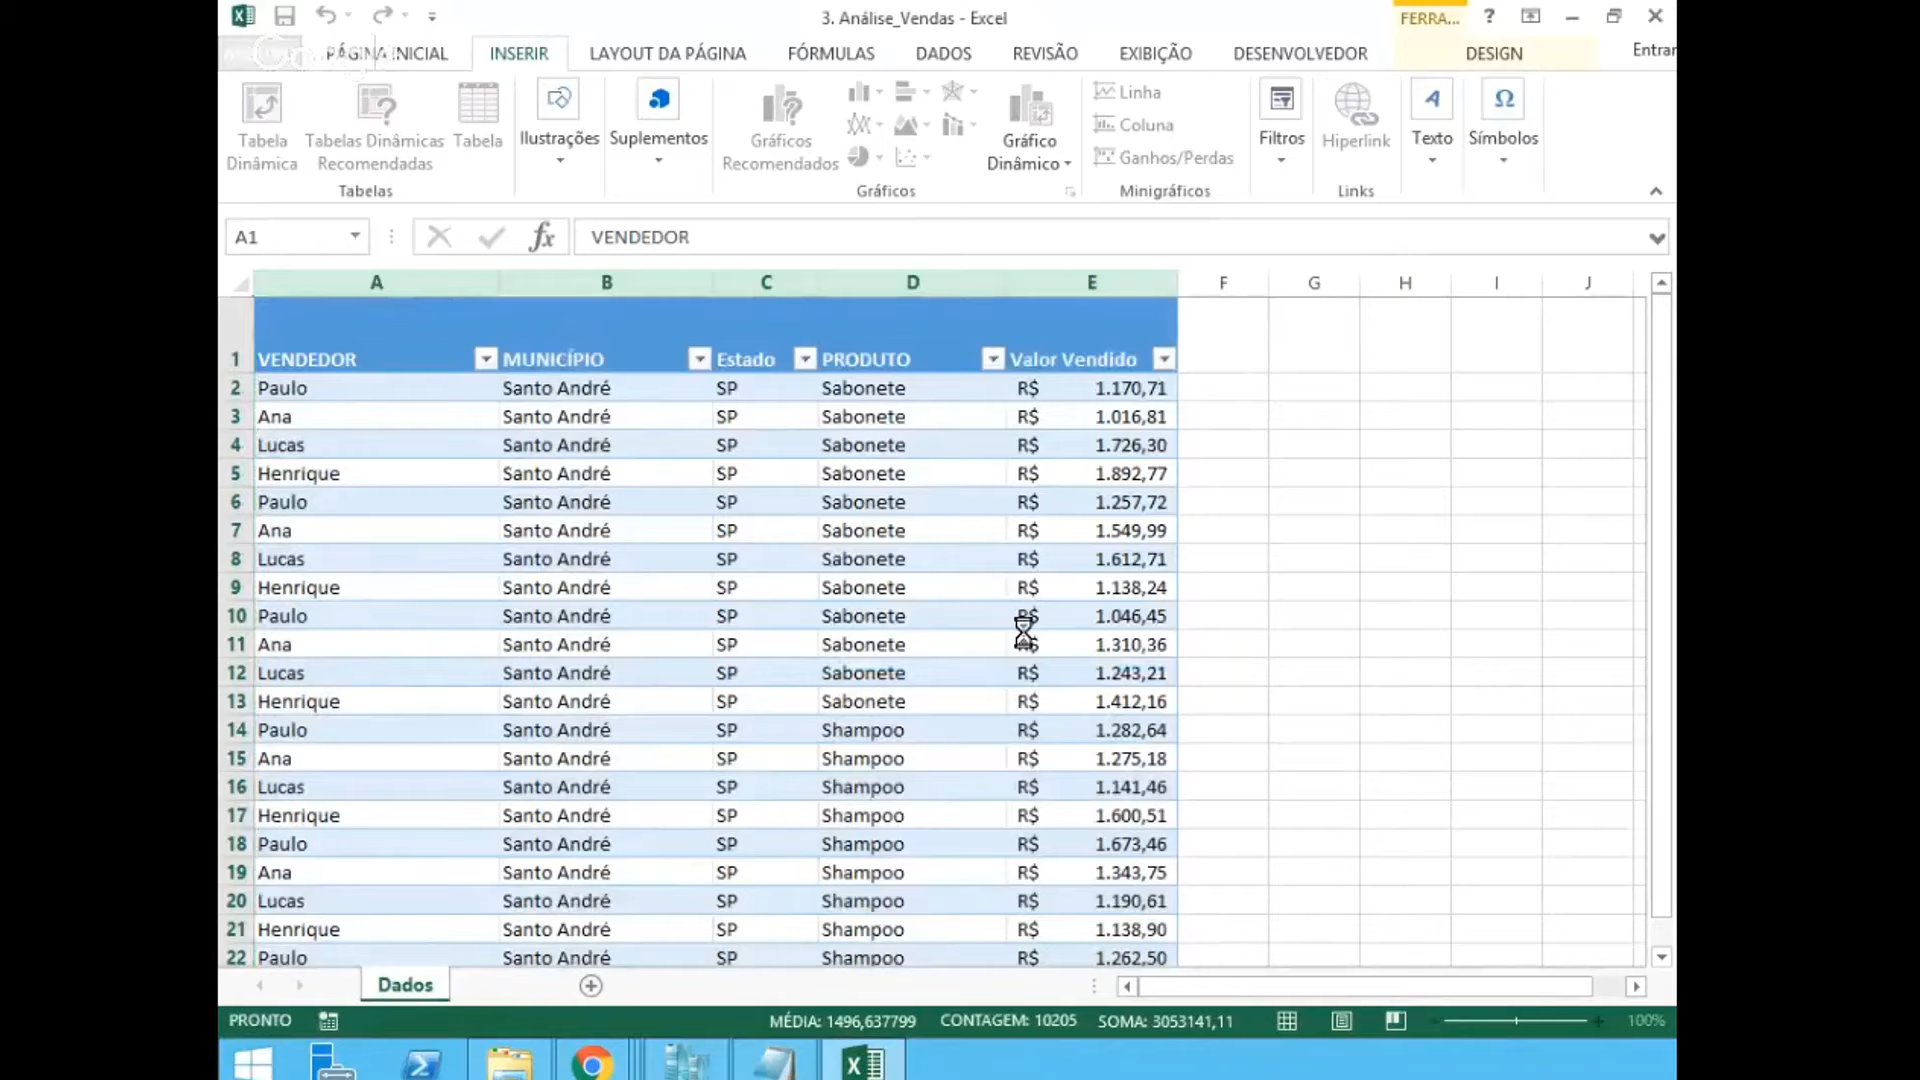 3. Análise_Vendas - Excel
FERRA...
?
PÁGINA INICIAL INSERIR LAYOUT DA PÁGINA FÓRMULAS DADOS REVISÃO EXIBIÇÃO DESENVOLVEDOR DESIGN Entrar
Tabela Dinâmica
Tabelas Dinâmicas Recomendadas
Tabela
Tabelas
Ilustrações
Suplementos
Gráficos Recomendados
Gráfico Dinâmico
Gráficos
Linha
Coluna
Ganhos/Perdas
Minigráficos
Filtros
Hiperlink
Links
Texto
Símbolos
A1 fx VENDEDOR
A B C D E F G H I J
1 VENDEDOR MUNICÍPIO Estado PRODUTO Valor Vendido
2 Paulo Santo André SP Sabonete R$ 1.170,71
3 Ana Santo André SP Sabonete R$ 1.016,81
4 Lucas Santo André SP Sabonete R$ 1.726,30
5 Henrique Santo André SP Sabonete R$ 1.892,77
6 Paulo Santo André SP Sabonete R$ 1.257,72
7 Ana Santo André SP Sabonete R$ 1.549,99
8 Lucas Santo André SP Sabonete R$ 1.612,71
9 Henrique Santo André SP Sabonete R$ 1.138,24
10 Paulo Santo André SP Sabonete R$ 1.046,45
11 Ana Santo André SP Sabonete R$ 1.310,36
12 Lucas Santo André SP Sabonete R$ 1.243,21
13 Henrique Santo André SP Sabonete R$ 1.412,16
14 Paulo Santo André SP Shampoo R$ 1.282,64
15 Ana Santo André SP Shampoo R$ 1.275,18
16 Lucas Santo André SP Shampoo R$ 1.141,46
17 Henrique Santo André SP Shampoo R$ 1.600,51
18 Paulo Santo André SP Shampoo R$ 1.673,46
19 Ana Santo André SP Shampoo R$ 1.343,75
20 Lucas Santo André SP Shampoo R$ 1.190,61
21 Henrique Santo André SP Shampoo R$ 1.138,90
22 Paulo Santo André SP Shampoo R$ 1.262,50
Dados
PRONTO MÉDIA: 1496,637799 CONTAGEM: 10205 SOMA: 3053141,11 100%